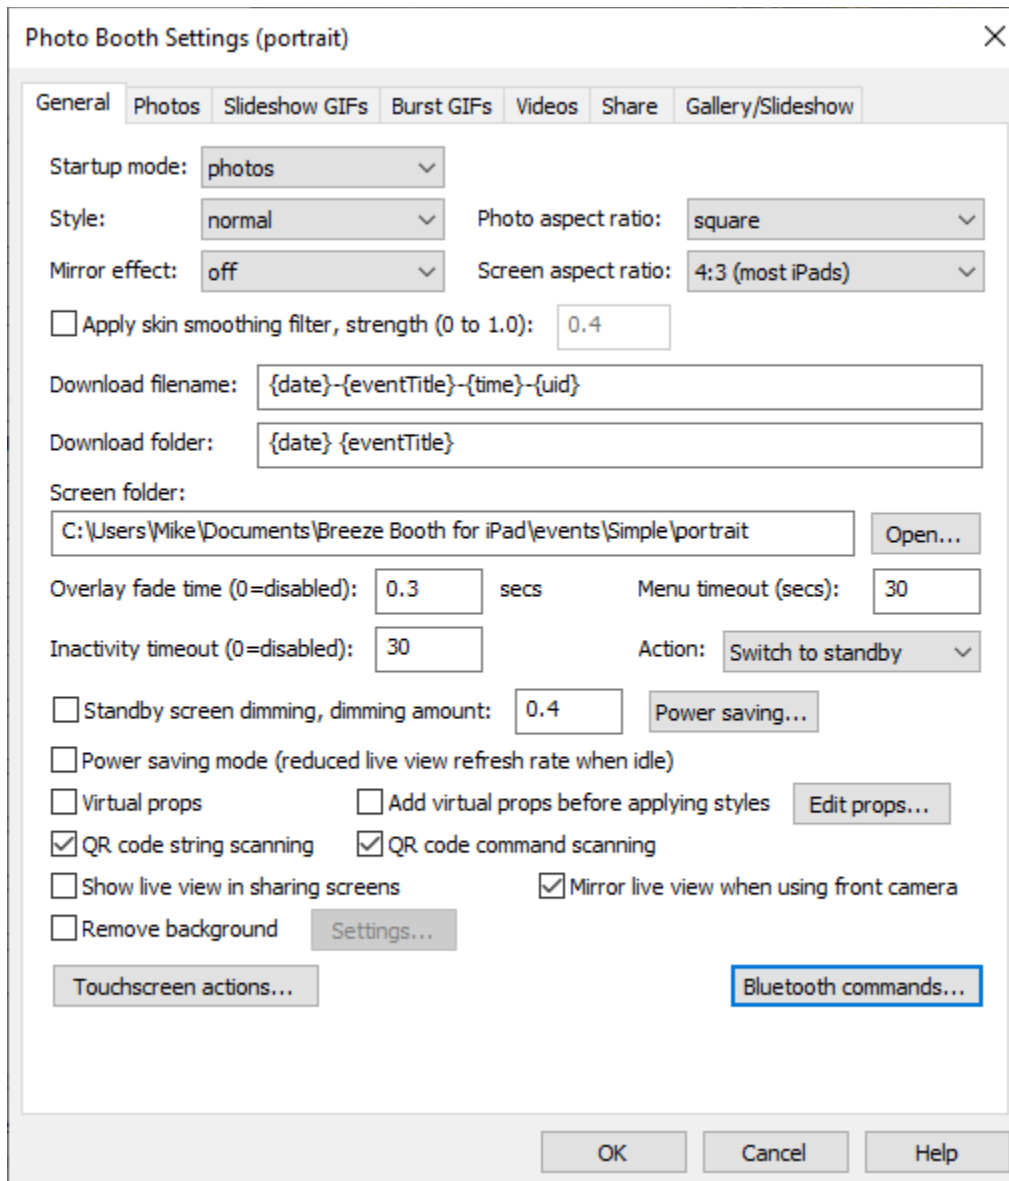 Photo Booth Settings (portrait)
General Photos Slideshow GIFs Burst GIFs Videos Share Gallery/Slideshow
Startup mode: photos
Style: normal Photo aspect ratio: square
Mirror effect: off Screen aspect ratio: 4:3 (most iPads)
Apply skin smoothing filter, strength (0 to 1.0): 0.4
Download filename: {date}-{eventTitle}-{time}-{uid}
Download folder: {date} {eventTitle}
Screen folder:
C:\Users\Mike\Documents\Breeze Booth for iPad\events\Simple\portrait Open...
Overlay fade time (0=disabled): 0.3 secs Menu timeout (secs): 30
Inactivity timeout (0=disabled): 30 Action: Switch to standby
Standby screen dimming, dimming amount: 0.4 Power saving...
Power saving mode (reduced live view refresh rate when idle)
Virtual props Add virtual props before applying styles Edit props...
QR code string scanning QR code command scanning
Show live view in sharing screens Mirror live view when using front camera
Remove background Settings...
Touchscreen actions... Bluetooth commands...
OK Cancel Help